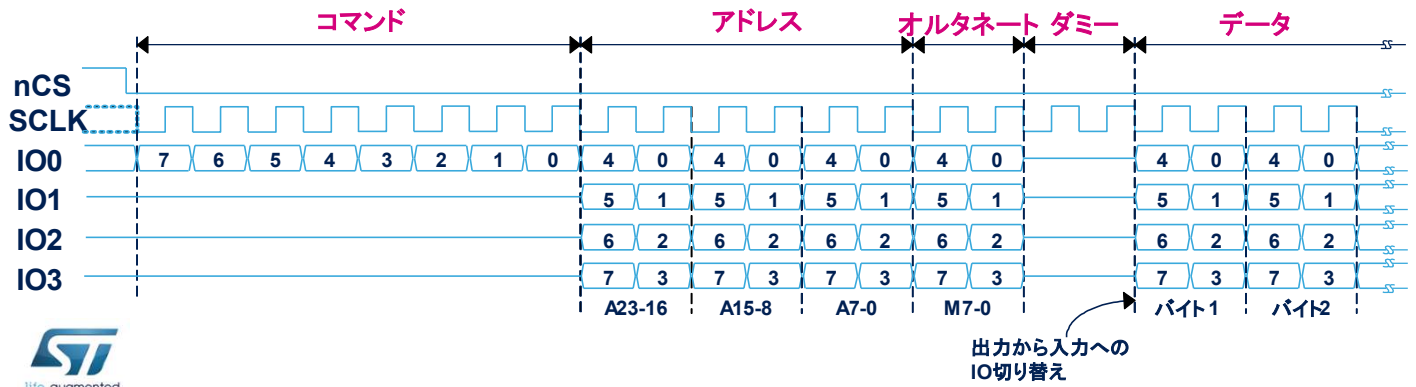 コマンド アドレス オルタネート ダミー データ
nCS
SCLK
IO0 7 6 5 4 3 2 1 0 4 0 4 0 4 0 4 0 4 0 4 0
IO1 5 1 5 1 5 1 5 1 5 1 5 1
IO2 6 2 6 2 6 2 6 2 6 2 6 2
IO3 7 3 7 3 7 3 7 3 7 3 7 3
A23-16 A15-8 A7-0 M7-0 バイト1 バイト2
出力から入力への
IO切り替え
ST
life.augmented